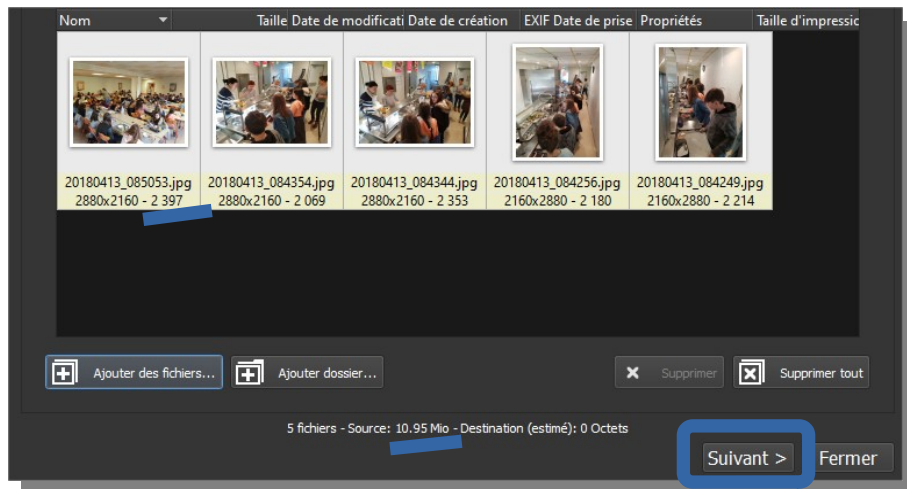 Nom Taille Date de modificati Date de création EXIF Date de prise Propriétés Taille d'impressic
20180413_085053.jpg 20180413_084354.jpg 20180413_084344.jpg 20180413_084256.jpg 20180413_084249.jpg
2880x2160 - 2 397 2880x2160 - 2 069 2880x2160 - 2 353 2160x2880 - 2 180 2160x2880 - 2 214
Ajouter des fichiers... Ajouter dossier... Supprimer Supprimer tout
5 fichiers - Source: 10.95 Mio - Destination (estimé): 0 Octets
Suivant > Fermer